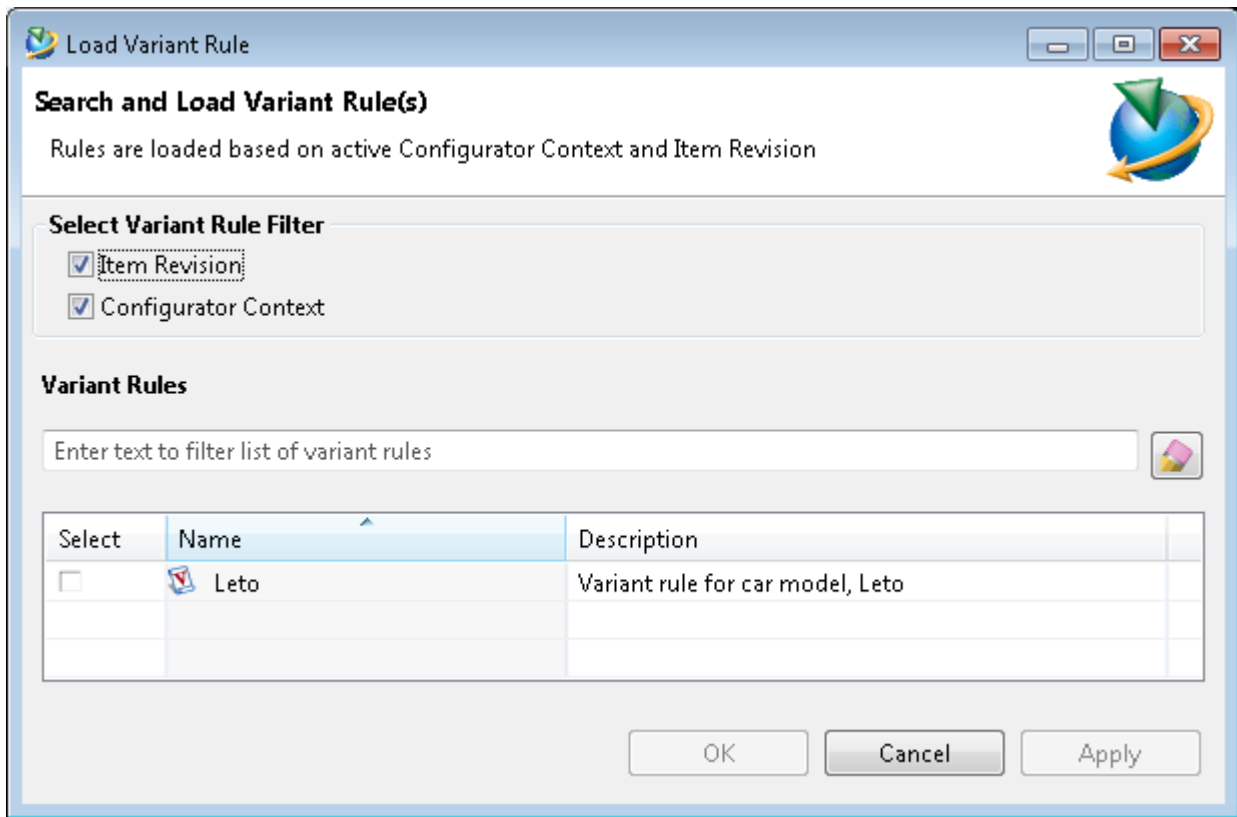 Load Variant Rule
Search and Load Variant Rule(s)
Rules are loaded based on active Configurator Context and Item Revision
Select Variant Rule Filter
Item Revision
Configurator Context
Variant Rules
Enter text to filter list of variant rules
Select Name Description
Leto Variant rule for car model, Leto
OK Cancel Apply